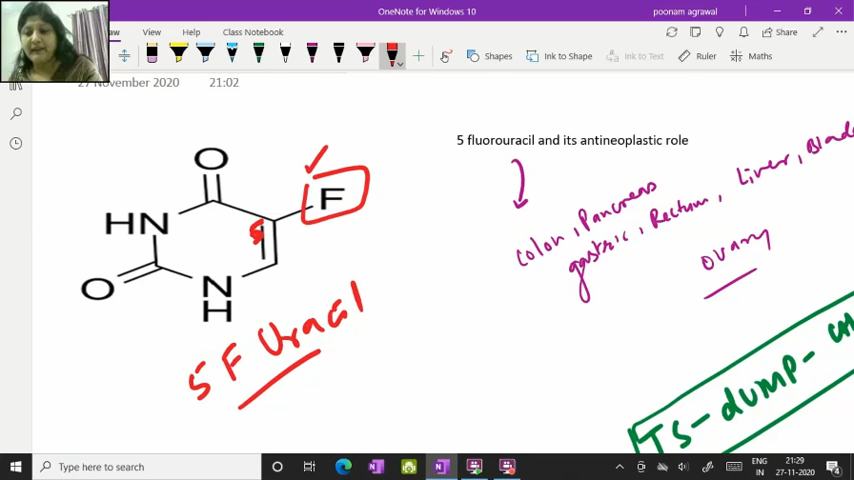 OneNote for Windows 10
poonam agrawal
View Help Class Notebook
Share
Shapes
Ink to Shape
Ink to Text
Ruler
Maths
27 November 2020 21:02
5 fluorouracil and its antineoplastic role
O
F
HN
5
O
N
H
5 F Uracil
colon, Pancreas
gastric, Rectum, Liver,
ovary
TS - dUMP -
Type here to search
ENG
IN
21:29
27-11-2020
4